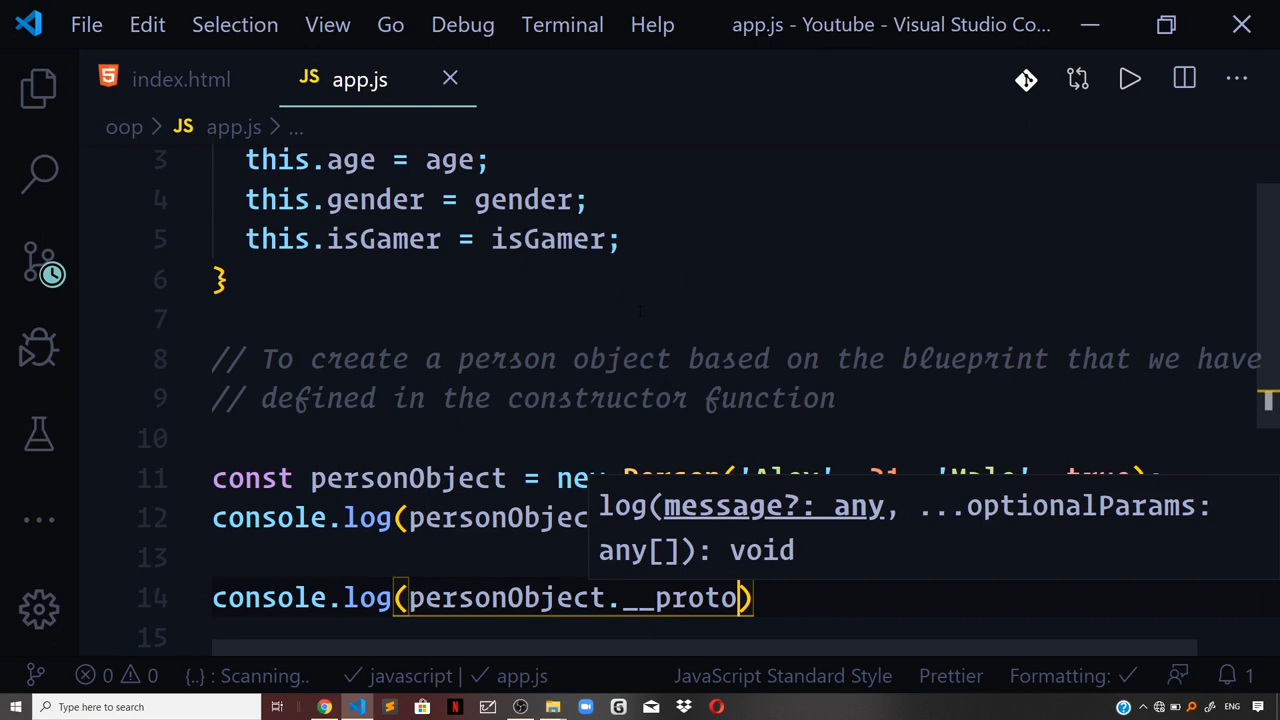 File Edit Selection View Go Debug Terminal Help app.js - Youtube - Visual Studio Co...
index.html JS app.js
oop > JS app.js > ...
3 this.age = age;
4 this.gender = gender;
5 this.isGamer = isGamer;
6 }
7
8 // To create a person object based on the blueprint that we have
9 // defined in the constructor function
10
11 const personObject = new
12 console.log(personObjec
log(message?: any, ...optionalParams:
any[]): void
13
14 console.log(personObject.__proto)
15
0 0 {..} : Scanning.. javascript | app.js JavaScript Standard Style Prettier Formatting: 1
Type here to search ENG